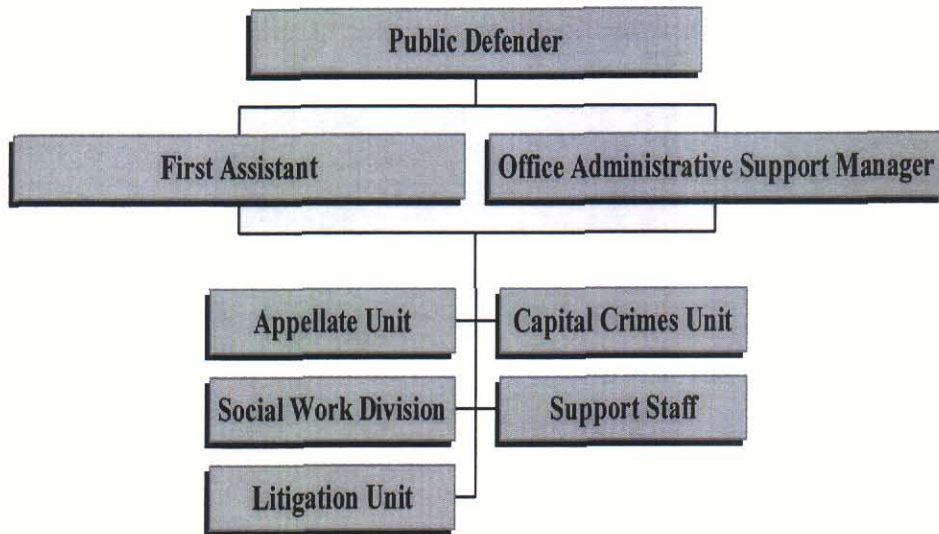 Public Defender
First Assistant
Office Administrative Support Manager
Appellate Unit
Capital Crimes Unit
Social Work Division
Support Staff
Litigation Unit